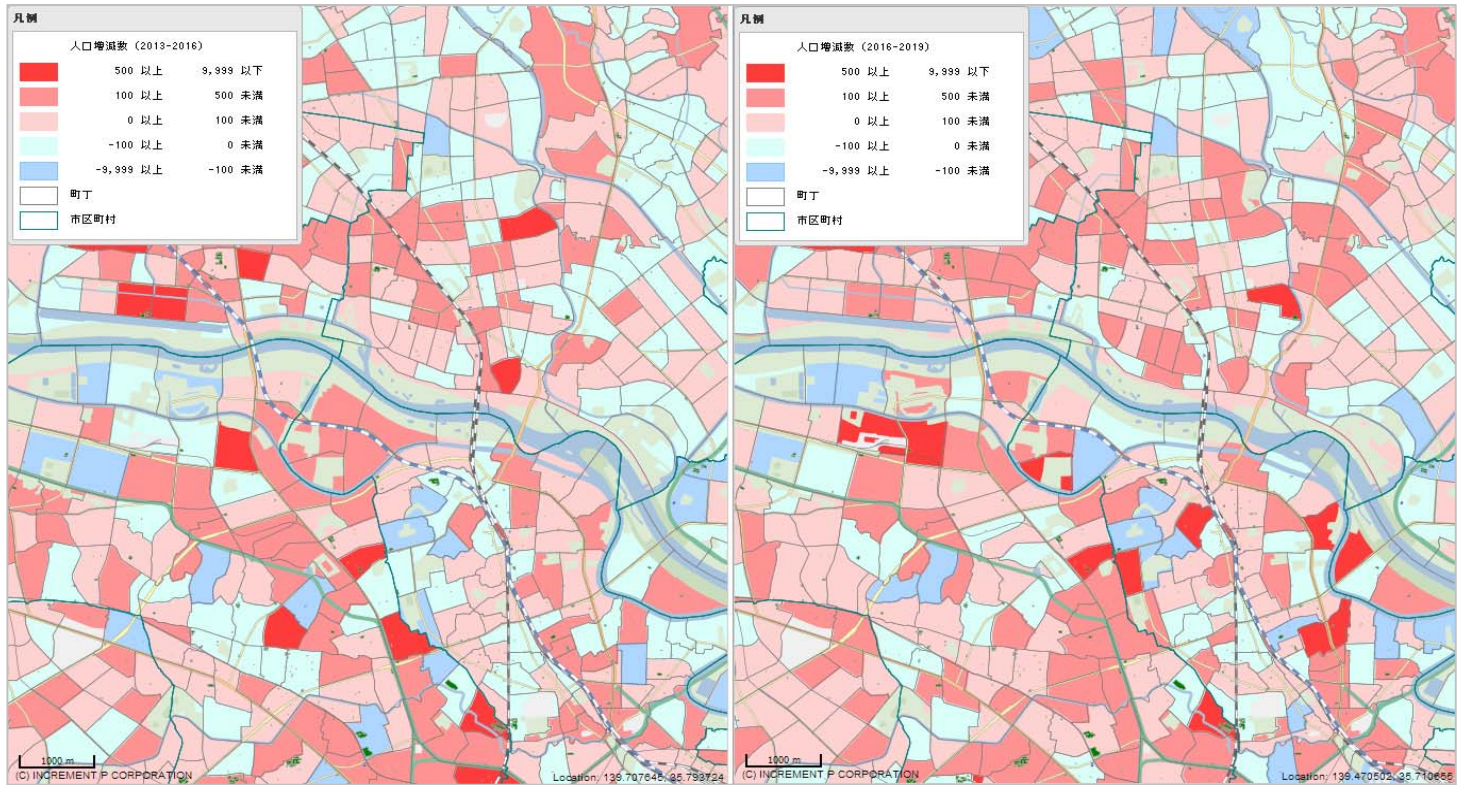 凡例
人口増減数 (2013-2016)
500 以上 9,999 以下
100 以上 500 未満
0 以上 100 未満
-100 以上 0 未満
-9,999 以上 -100 未満
町丁
市区町村
1000 m
(C) INCREMENT P CORPORATION
Location: 139.707645, 35.793724
凡例
人口増減数 (2016-2019)
500 以上 9,999 以下
100 以上 500 未満
0 以上 100 未満
-100 以上 0 未満
-9,999 以上 -100 未満
町丁
市区町村
1000 m
(C) INCREMENT P CORPORATION
Location: 139.470502, 35.710655